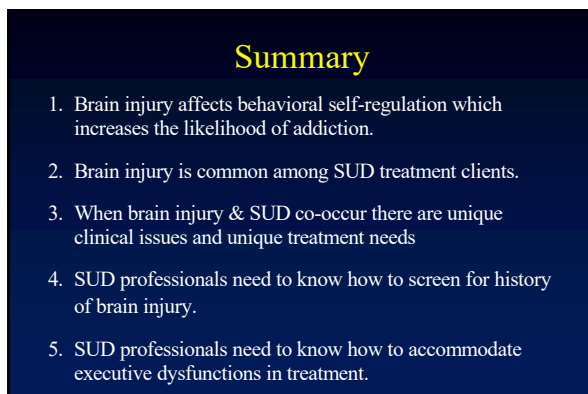 Summary
1. Brain injury affects behavioral self-regulation which
increases the likelihood of addiction.
2. Brain injury is common among SUD treatment clients.
3. When brain injury & SUD co-occur there are unique
clinical issues and unique treatment needs
4. SUD professionals need to know how to screen for history
of brain injury.
5. SUD professionals need to know how to accommodate
executive dysfunctions in treatment.